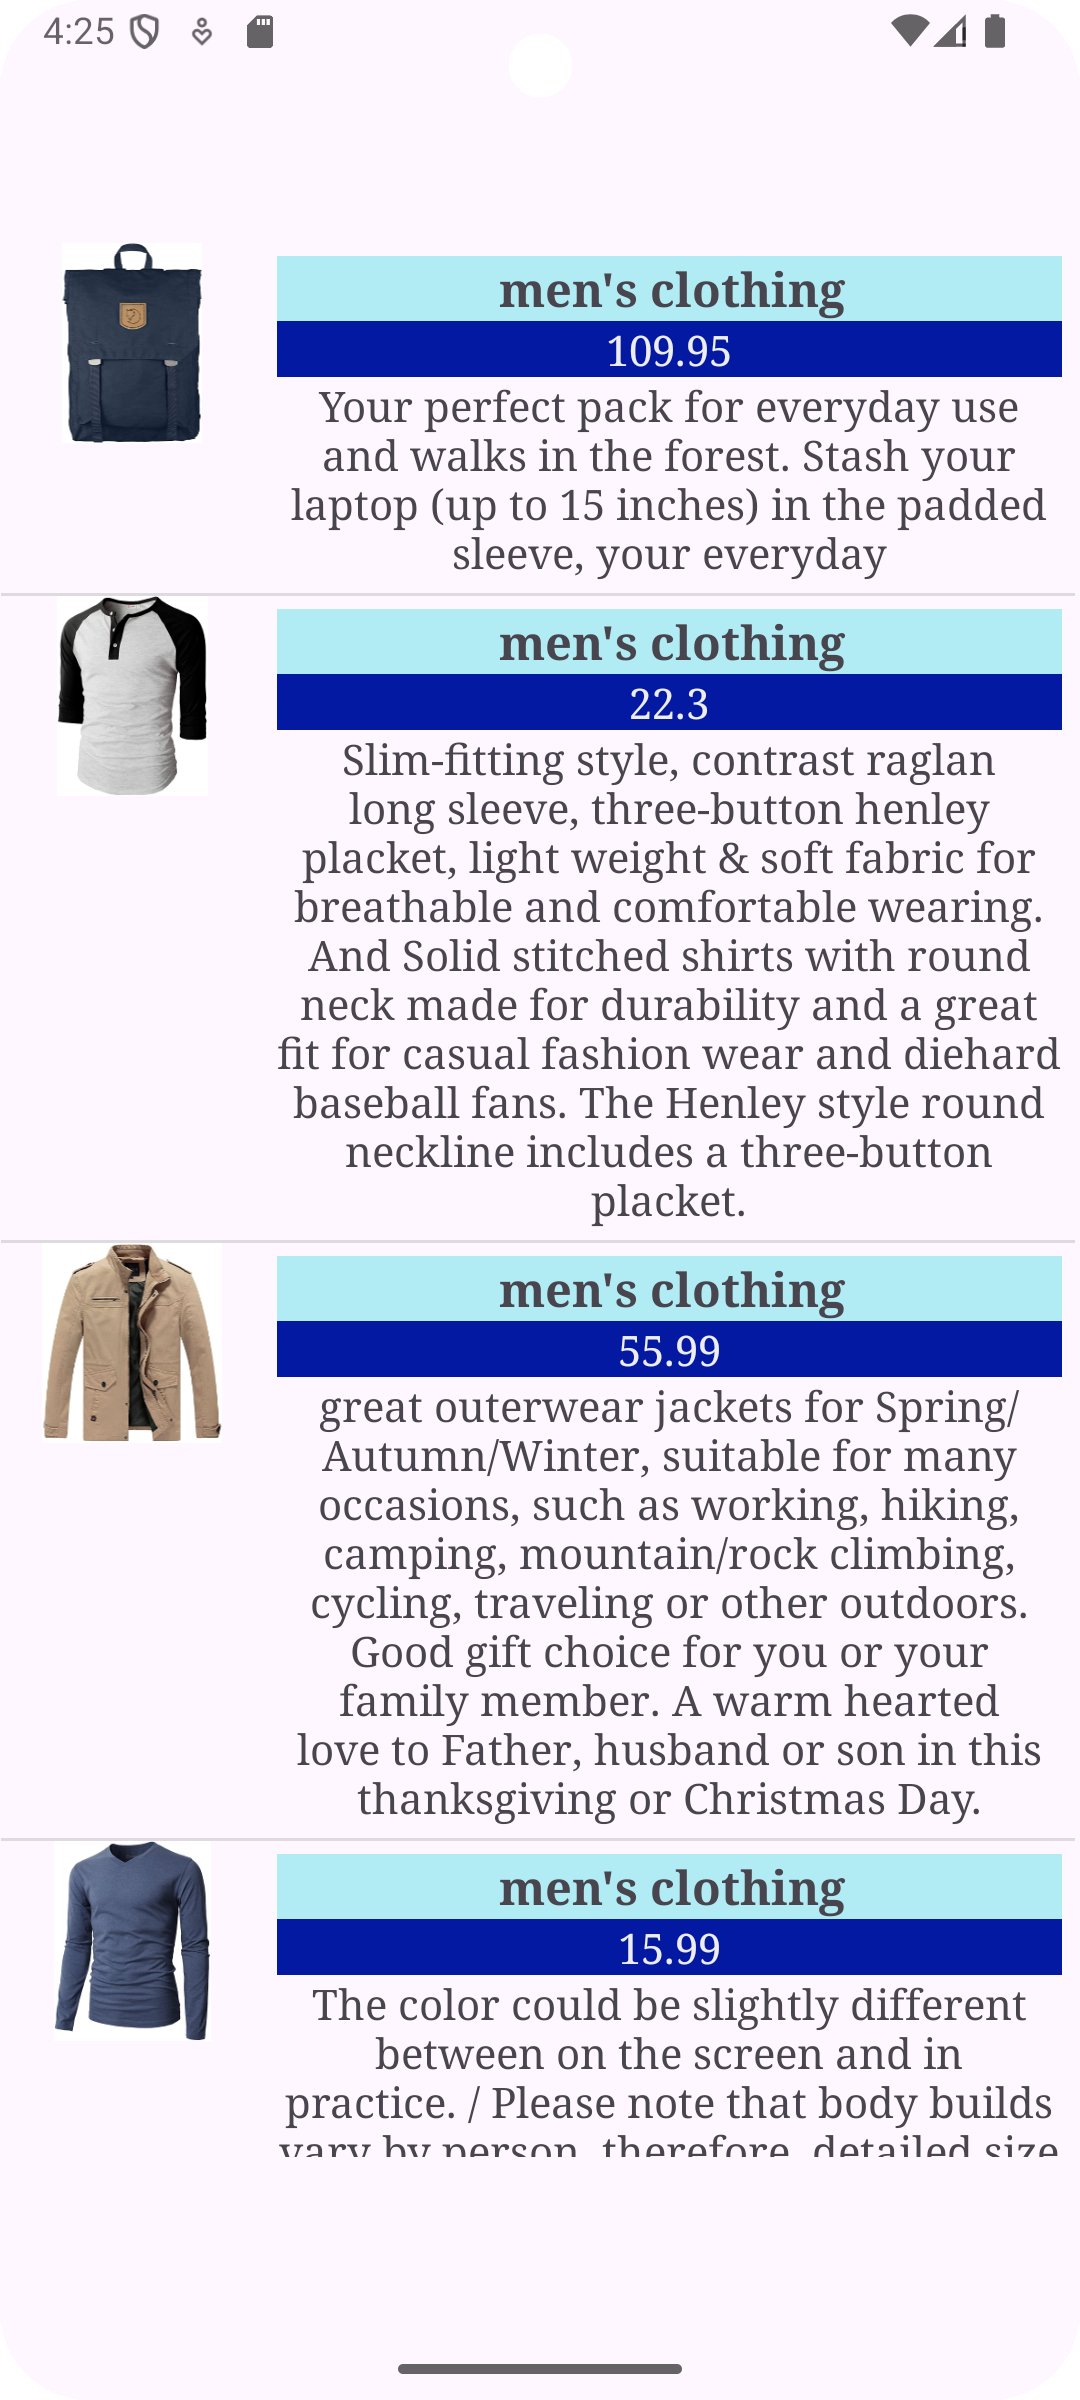 4:25
men's clothing
109.95
Your perfect pack for everyday use
and walks in the forest. Stash your
laptop (up to 15 inches) in the padded
sleeve, your everyday
men's clothing
22.3
Slim-fitting style, contrast raglan
long sleeve, three-button henley
placket, light weight & soft fabric for
breathable and comfortable wearing.
And Solid stitched shirts with round
neck made for durability and a great
fit for casual fashion wear and diehard
baseball fans. The Henley style round
neckline includes a three-button
placket.
men's clothing
55.99
great outerwear jackets for Spring/
Autumn/Winter, suitable for many
occasions, such as working, hiking,
camping, mountain/rock climbing,
cycling, traveling or other outdoors.
Good gift choice for you or your
family member. A warm hearted
love to Father, husband or son in this
thanksgiving or Christmas Day.
men's clothing
15.99
The color could be slightly different
between on the screen and in
practice. / Please note that body builds
vary by person, therefore, detailed size